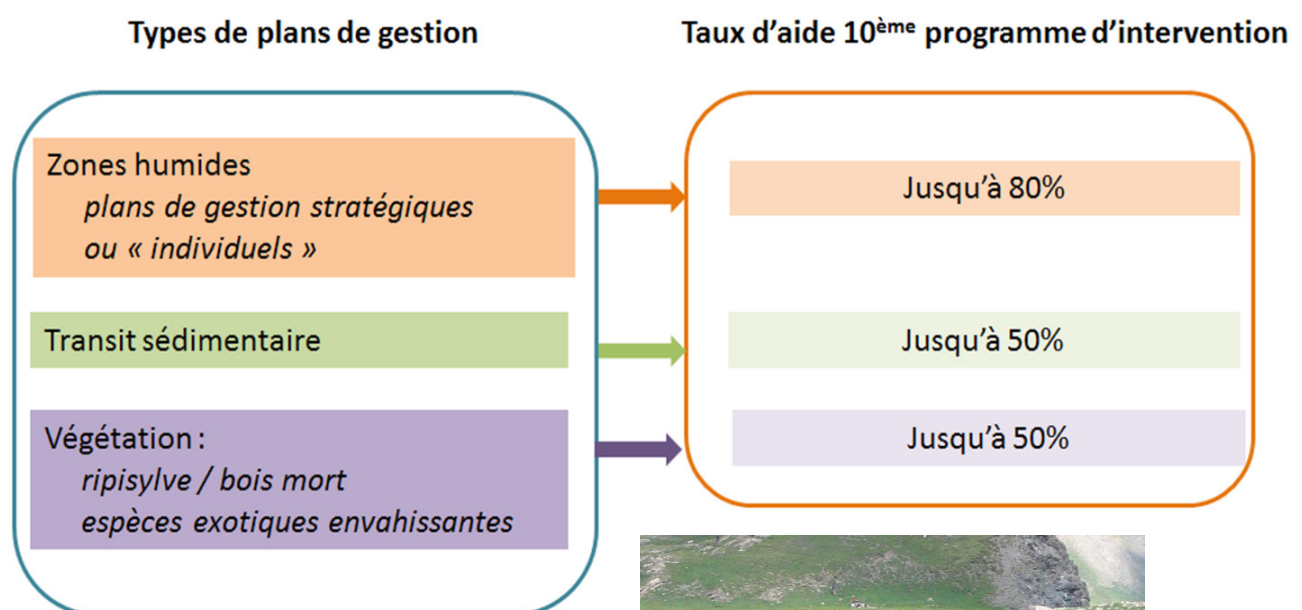 Types de plans de gestion
Taux d'aide 10ème programme d'intervention
Zones humides
plans de gestion stratégiques
ou « individuels »
Jusqu'à 80%
Transit sédimentaire
Jusqu'à 50%
Végétation :
ripisylve / bois mort
espèces exotiques envahissantes
Jusqu'à 50%